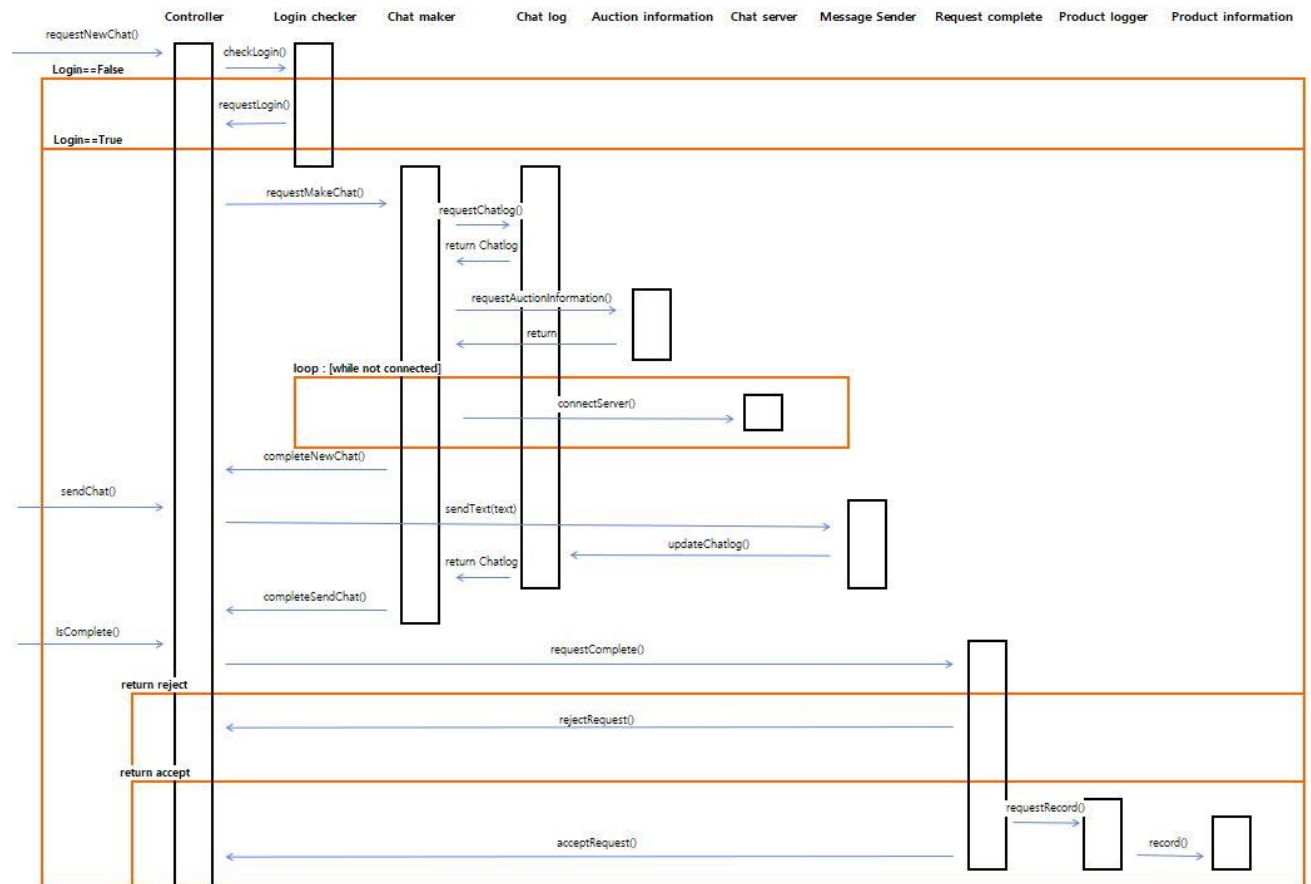 Controller Login checker Chat maker Chat log Auction information Chat server Message Sender Request complete Product logger Product information
requestNewChat()
checkLogin()
Login==False
requestLogin()
Login==True
requestMakeChat()
requestChatlog()
return Chatlog
requestAuctionInformation()
return
loop : [while not connected]
connectServer()
completeNewChat()
sendChat()
sendText(text)
updateChatlog()
return Chatlog
completeSendChat()
IsComplete()
requestComplete()
return reject
rejectRequest()
return accept
requestRecord()
acceptRequest()
record()